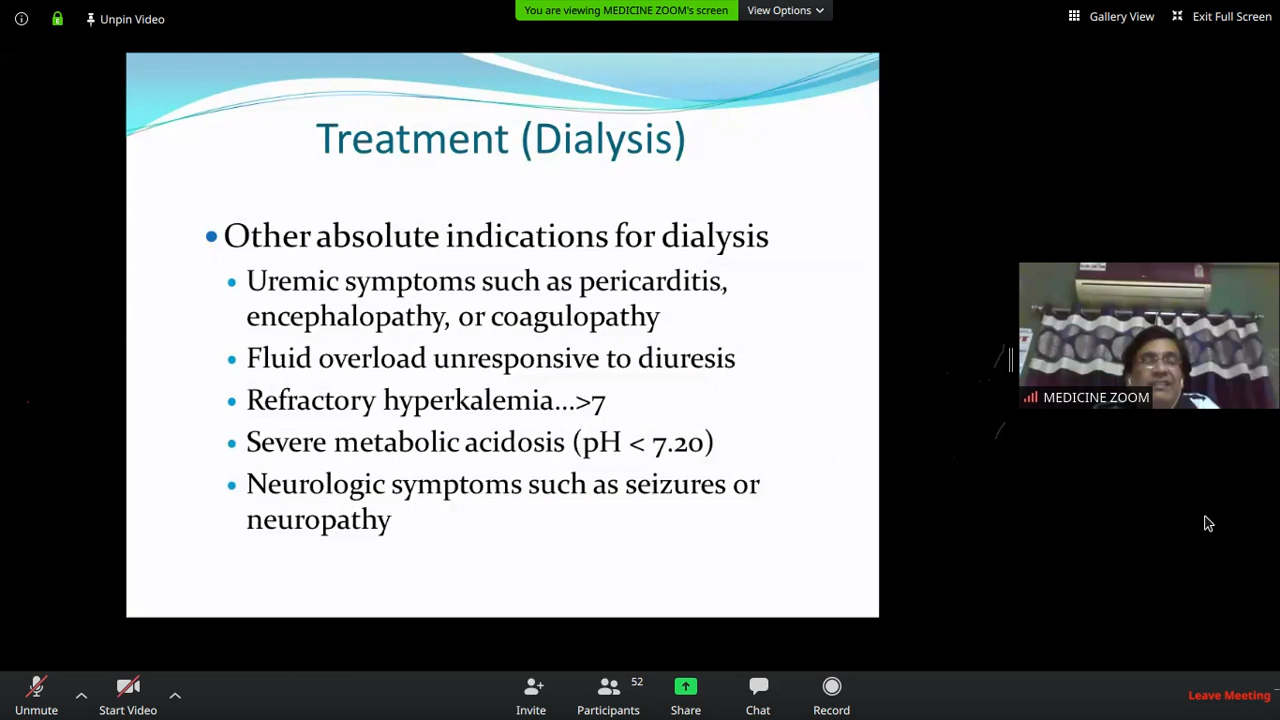 Unpin Video
You are viewing MEDICINE ZOOM's screen
View Options
Gallery View
Exit Full Screen
Treatment (Dialysis)
Other absolute indications for dialysis
Uremic symptoms such as pericarditis,
encephalopathy, or coagulopathy
Fluid overload unresponsive to diuresis
Refractory hyperkalemia...>7
Severe metabolic acidosis (pH < 7.20)
Neurologic symptoms such as seizures or
neuropathy
MEDICINE ZOOM
Unmute
Start Video
Invite
Participants
52
Share
Chat
Record
Leave Meeting